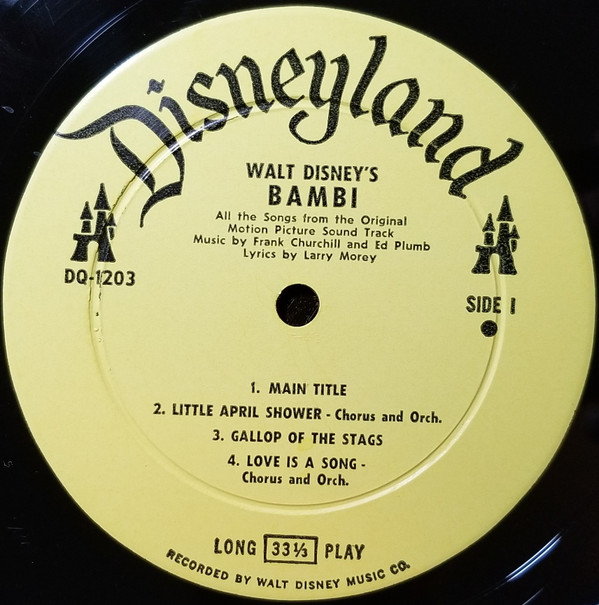 Disneyland
WALT DISNEY'S
BAMBI
All the Songs from the Original
Motion Picture Sound Track
Music by Frank Churchill and Ed Plumb
Lyrics by Larry Morey
DQ-1203
SIDE 1
1. MAIN TITLE
2. LITTLE APRIL SHOWER - Chorus and Orch.
3. GALLOP OF THE STAGS
4. LOVE IS A SONG -
Chorus and Orch.
LONG 33⅓ PLAY
RECORDED BY WALT DISNEY MUSIC CO.